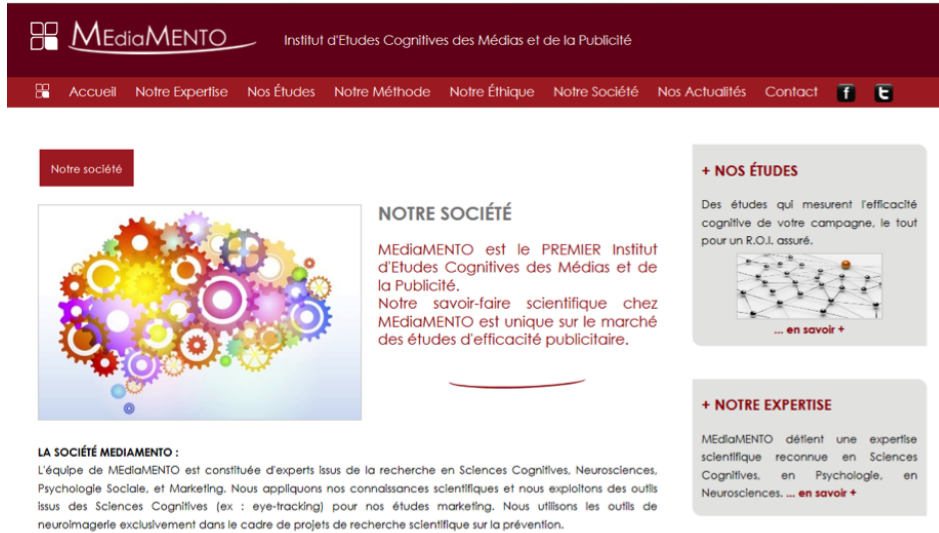 MEdiaMENTO
Institut d'Etudes Cognitives des Médias et de la Publicité
Accueil Notre Expertise Nos Études Notre Méthode Notre Éthique Notre Société Nos Actualités Contact f t
Notre société
NOTRE SOCIÉTÉ
MEdiaMENTO est le PREMIER Institut
d'Etudes Cognitives des Médias et de
la Publicité.
Notre savoir-faire scientifique chez
MEdiaMENTO est unique sur le marché
des études d'efficacité publicitaire.
LA SOCIÉTÉ MEDIAMENTO :
L'équipe de MEdiaMENTO est constituée d'experts issus de la recherche en Sciences Cognitives, Neurosciences,
Psychologie Sociale, et Marketing. Nous appliquons nos connaissances scientifiques et nous exploitons des outils
issus des Sciences Cognitives (ex : eye-tracking) pour nos études marketing. Nous utilisons les outils de
neuroimagerie exclusivement dans le cadre de projets de recherche scientifique sur la prévention.
+ NOS ÉTUDES
Des études qui mesurent l'efficacité
cognitive de votre campagne, le tout
pour un R.O.I. assuré.
... en savoir +
+ NOTRE EXPERTISE
MEdiaMENTO détient une expertise
scientifique reconnue en Sciences
Cognitives, en Psychologie, en
Neurosciences. ... en savoir +